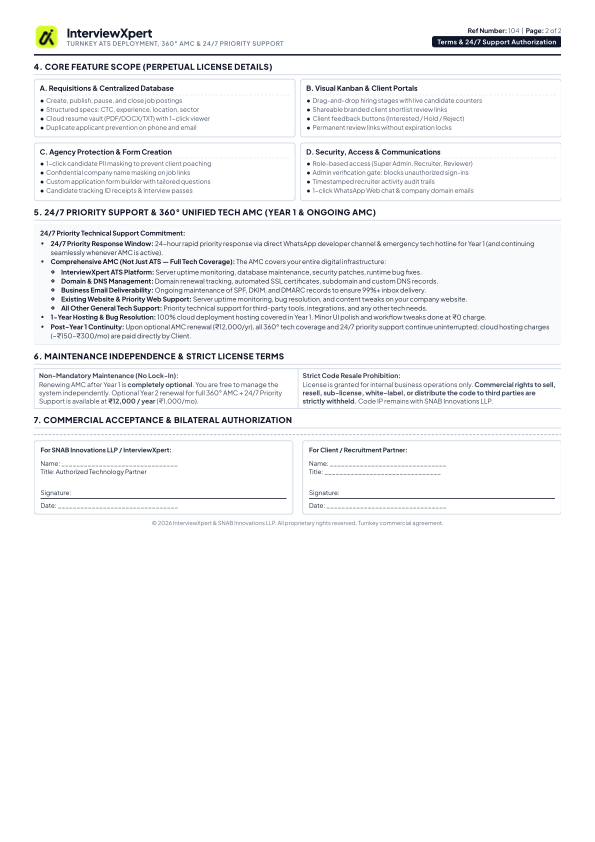 InterviewXpert
TURNKEY ATS DEPLOYMENT, 360° AMC & 24/7 PRIORITY SUPPORT
Ref Number: 104 | Page: 2 of 2
Terms & 24/7 Support Authorization
4. CORE FEATURE SCOPE (PERPETUAL LICENSE DETAILS)
A. Requisitions & Centralized Database
• Create, publish, pause, and close job postings
• Structured specs: CTC, experience, location, sector
• Cloud resume vault (PDF/DOCX/TXT) with 1-click viewer
• Duplicate applicant prevention on phone and email
B. Visual Kanban & Client Portals
• Drag-and-drop hiring stages with live candidate counters
• Shareable branded client shortlist review links
• Client feedback buttons (Interested / Hold / Reject)
• Permanent review links without expiration locks
C. Agency Protection & Form Creation
• 1-click candidate PII masking to prevent client poaching
• Confidential company name masking on job links
• Custom application form builder with tailored questions
• Candidate tracking ID receipts & interview passes
D. Security, Access & Communications
• Role-based access (Super Admin, Recruiter, Reviewer)
• Admin verification gate: blocks unauthorized sign-ins
• Timestamped recruiter activity audit trails
• 1-click WhatsApp Web chat & company domain emails
5. 24/7 PRIORITY SUPPORT & 360° UNIFIED TECH AMC (YEAR 1 & ONGOING AMC)
24/7 Priority Technical Support Commitment:
• 24/7 Priority Response Window: 24-hour rapid priority response via direct WhatsApp developer channel & emergency tech hotline for Year 1 (and continuing
seamlessly whenever AMC is active).
• Comprehensive AMC (Not Just ATS — Full Tech Coverage): The AMC covers your entire digital infrastructure:
❖ InterviewXpert ATS Platform: Server uptime monitoring, database maintenance, security patches, runtime bug fixes.
❖ Domain & DNS Management: Domain renewal tracking, automated SSL certificates, subdomain and custom DNS records.
❖ Business Email Deliverability: Ongoing maintenance of SPF, DKIM, and DMARC records to ensure 99%+ inbox delivery.
❖ Existing Website & Priority Web Support: Server uptime monitoring, bug resolution, and content tweaks on your company website.
❖ All Other General Tech Support: Priority technical support for third-party tools, integrations, and any other tech needs.
• 1-Year Hosting & Bug Resolution: 100% cloud deployment hosting covered in Year 1. Minor UI polish and workflow tweaks done at ₹0 charge.
• Post-Year 1 Continuity: Upon optional AMC renewal (₹12,000/yr), all 360° tech coverage and 24/7 priority support continue uninterrupted; cloud hosting charges
(~₹150–₹300/mo) are paid directly by Client.
6. MAINTENANCE INDEPENDENCE & STRICT LICENSE TERMS
Non-Mandatory Maintenance (No Lock-In):
Renewing AMC after Year 1 is completely optional. You are free to manage the
system independently. Optional Year 2 renewal for full 360° AMC + 24/7 Priority
Support is available at ₹12,000 / year (₹1,000/mo).
Strict Code Resale Prohibition:
License is granted for internal business operations only. Commercial rights to sell,
resell, sub-license, white-label, or distribute the code to third parties are
strictly withheld. Code IP remains with SNAB Innovations LLP.
7. COMMERCIAL ACCEPTANCE & BILATERAL AUTHORIZATION
For SNAB Innovations LLP / InterviewXpert:
Name: ______________________________
Title: Authorized Technology Partner
Signature:
Date: ______________________________
For Client / Recruitment Partner:
Name: ______________________________
Title: ______________________________
Signature:
Date: ______________________________
© 2026 InterviewXpert & SNAB Innovations LLP. All proprietary rights reserved. Turnkey commercial agreement.